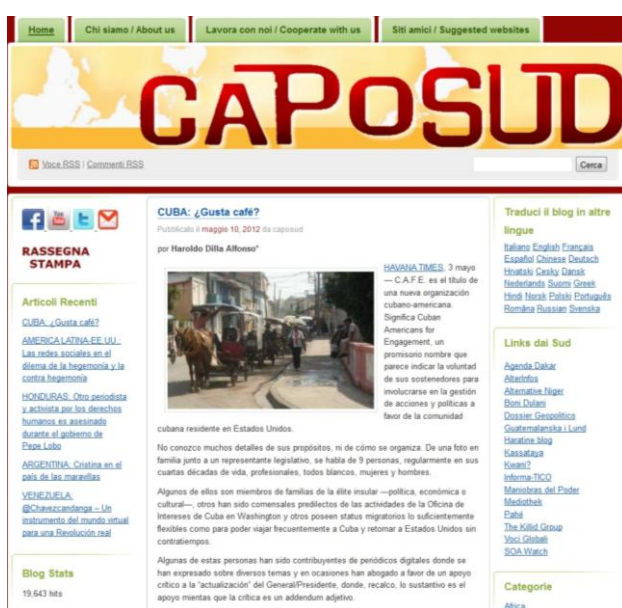 Home
Chi siamo / About us
Lavora con noi / Cooperate with us
Siti amici / Suggested websites
CAPOSUD
Voce RSS | Commenti RSS
Cerca
RASSEGNA
STAMPA
Articoli Recenti
CUBA: ¿Gusta café?
AMERICA LATINA-EE.UU.:
Las redes sociales en el
dilema de la hegemonía y la
contra hegemonía
HONDURAS: Otro periodista
y activista por los derechos
humanos es asesinado
durante el gobierno de
Pepe Lobo
ARGENTINA: Cristina en el
país de las maravillas
VENEZUELA:
@Chavezcandanga – Un
instrumento del mundo virtual
para una Revolución real
Blog Stats
19,643 hits
CUBA: ¿Gusta café?
Pubblicato il maggio 10, 2012 da caposud
por Haroldo Dilla Alfonso*
HAVANA TIMES, 3 mayo
— C.A.F.E. es el título de
una nueva organización
cubano-americana.
Significa Cuban
Americans for
Engagement, un
promisorio nombre que
parece indicar la voluntad
de sus sostenedores para
involucrarse en la gestión
de acciones y políticas a
favor de la comunidad
cubana residente en Estados Unidos.
No conozco muchos detalles de sus propósitos, ni de cómo se organiza. De una foto en
familia junto a un representante legislativo, se habla de 9 personas, regularmente en sus
cuartas décadas de vida, profesionales, todos blancos, mujeres y hombres.
Algunos de ellos son miembros de familias de la élite insular —política, económica o
cultural—, otros han sido comensales predilectos de las actividades de la Oficina de
Intereses de Cuba en Washington y otros poseen status migratorios lo suficientemente
flexibles como para poder viajar frecuentemente a Cuba y retornar a Estados Unidos sin
contratiempos.
Algunas de estas personas han sido contribuyentes de periódicos digitales donde se
han expresado sobre diversos temas y en ocasiones han abogado a favor de un apoyo
crítico a la "actualización" del General/Presidente, donde, recalco, lo sustantivo es el
apoyo mientas que la crítica es un addendum adjetivo.
Traduci il blog in altre
lingue
Italiano English Français
Español Chinese Deutsch
Hrvatski Cesky Dansk
Nederlands Suomi Greek
Hindi Norsk Polski Português
Româna Russian Svenska
Links dal Sud
Agenda Dakar
AlterInfos
Alternative Niger
Boni Dulani
Dossier Geopolitico
Guatemalanska i Lund
Haratine blog
Kassataya
Kwani?
Informa-TICO
Maniobras del Poder
Mediothek
Pahé
The Killid Group
Voci Globali
SOA Watch
Categorie
Africa